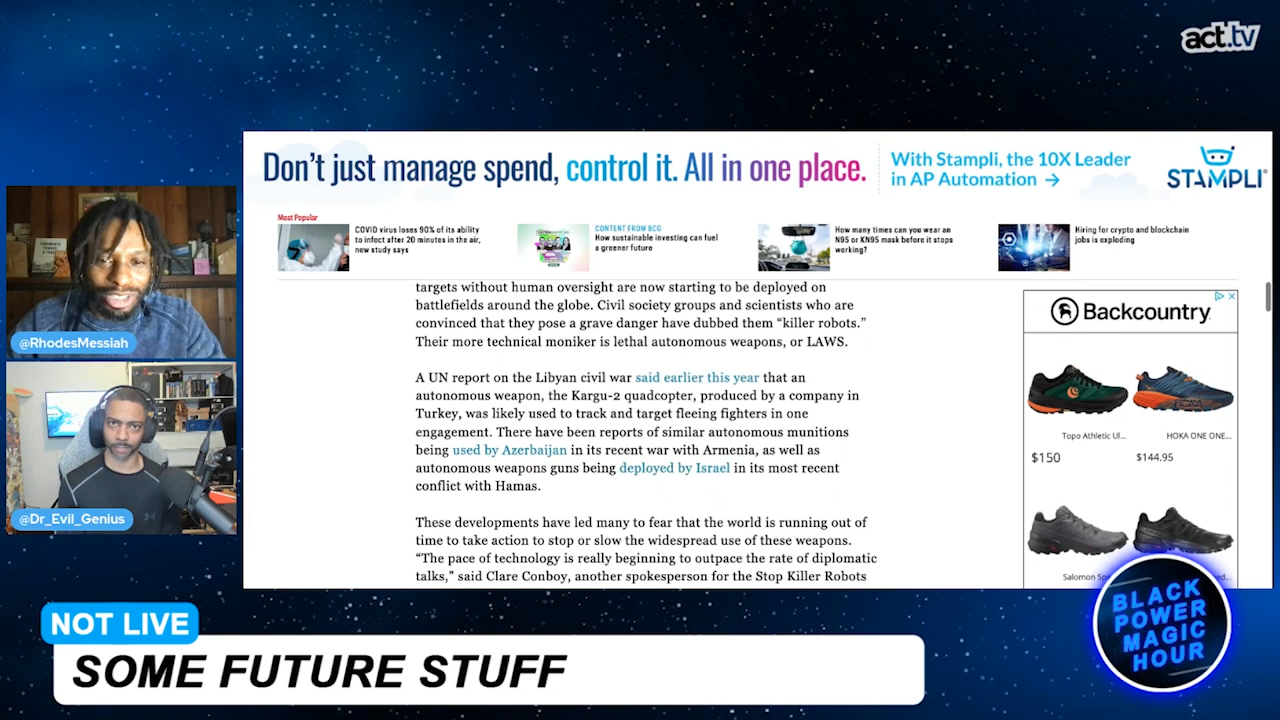 act.tv
Don't just manage spend, control it. All in one place.
With Stampli, the 10X Leader
in AP Automation →
STAMPLI
Most Popular
COVID virus loses 90% of its ability
to infect after 20 minutes in the air,
new study says
CONTENT FROM BCG
How sustainable investing can fuel
a greener future
How many times can you wear an
N95 or KN95 mask before it stops
working?
Hiring for crypto and blockchain
jobs is exploding
targets without human oversight are now starting to be deployed on
battlefields around the globe. Civil society groups and scientists who are
convinced that they pose a grave danger have dubbed them “killer robots.”
Their more technical moniker is lethal autonomous weapons, or LAWS.
A UN report on the Libyan civil war said earlier this year that an
autonomous weapon, the Kargu-2 quadcopter, produced by a company in
Turkey, was likely used to track and target fleeing fighters in one
engagement. There have been reports of similar autonomous munitions
being used by Azerbaijan in its recent war with Armenia, as well as
autonomous weapons guns being deployed by Israel in its most recent
conflict with Hamas.
These developments have led many to fear that the world is running out of
time to take action to stop or slow the widespread use of these weapons.
“The pace of technology is really beginning to outpace the rate of diplomatic
talks,” said Clare Conboy, another spokesperson for the Stop Killer Robots
Backcountry
Topo Athletic Ul...
HOKA ONE ONE...
$150
$144.95
Salomon
@RhodesMessiah
@Dr_Evil_Genius
NOT LIVE
SOME FUTURE STUFF
BLACK
POWER
MAGIC
HOUR